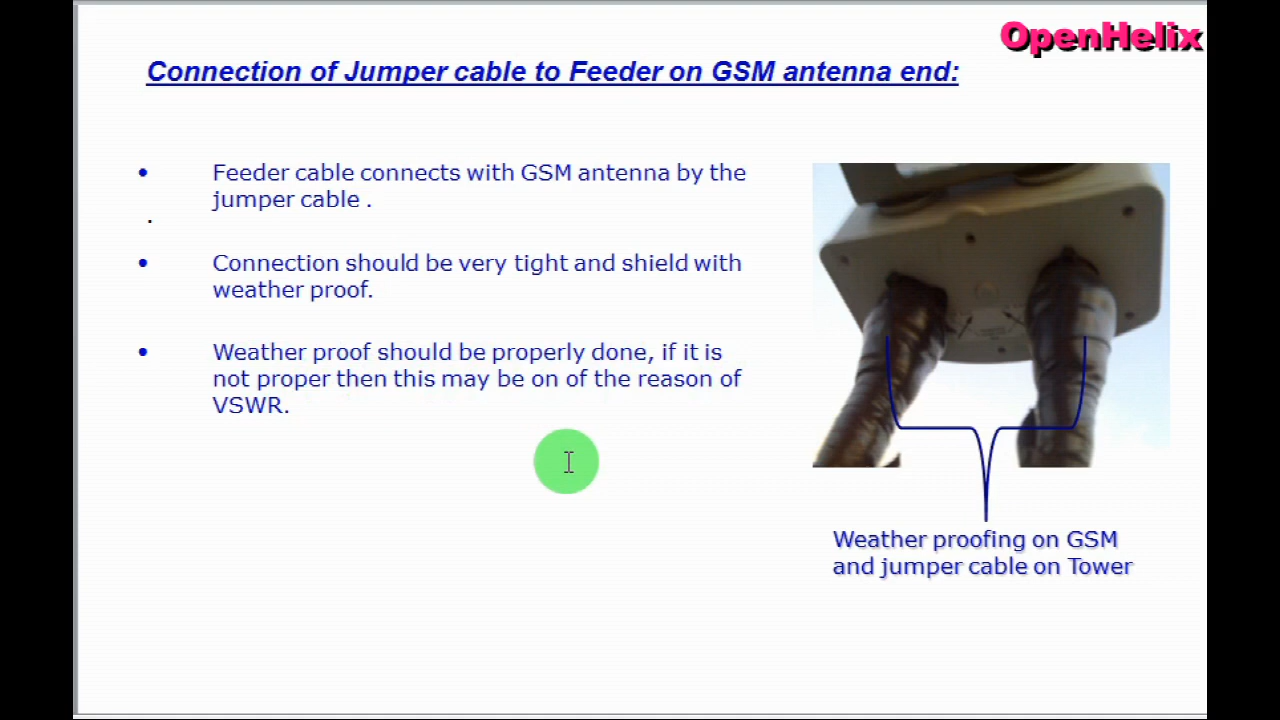 OpenHelix
Connection of Jumper cable to Feeder on GSM antenna end:
• Feeder cable connects with GSM antenna by the
jumper cable .
.
• Connection should be very tight and shield with
weather proof.
• Weather proof should be properly done, if it is
not proper then this may be on of the reason of
VSWR.
Weather proofing on GSM
and jumper cable on Tower